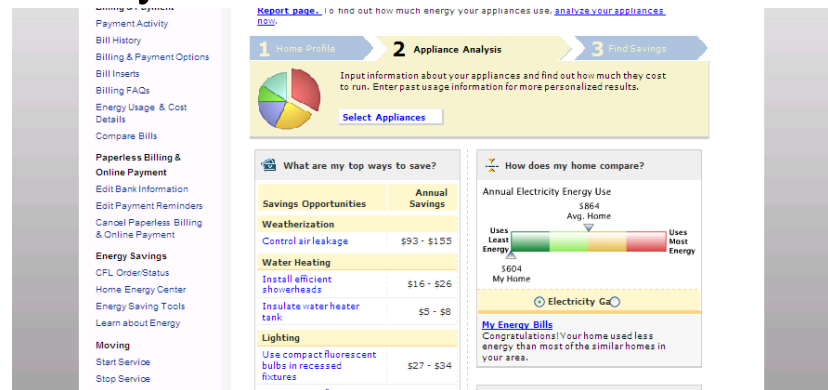 Billing & Payment
Payment Activity
Bill History
Billing & Payment Options
Bill Inserts
Billing FAQs
Energy Usage & Cost
Details
Compare Bills
Paperless Billing &
Online Payment
Edit Bank Information
Edit Payment Reminders
Cancel Paperless Billing
& Online Payment
Energy Savings
CFL Order/Status
Home Energy Center
Energy Saving Tools
Learn about Energy
Moving
Start Service
Stop Service
Report page. To find out how much energy your appliances use, analyze your appliances
now.
1 Home Profile
2 Appliance Analysis
3 Find Savings
Input information about your appliances and find out how much they cost
to run. Enter past usage information for more personalized results.
Select Appliances
What are my top ways to save?
Savings Opportunities Annual Savings
Weatherization
Control air leakage $93 - $155
Water Heating
Install efficient
showerheads $16 - $26
Insulate water heater
tank $5 - $8
Lighting
Use compact fluorescent
bulbs in recessed
fixtures $27 - $34
How does my home compare?
Annual Electricity Energy Use
$864
Avg. Home
Uses
Least
Energy
Uses
Most
Energy
$604
My Home
Electricity Ga
My Energy Bills
Congratulations! Your home used less
energy than most of the similar homes in
your area.